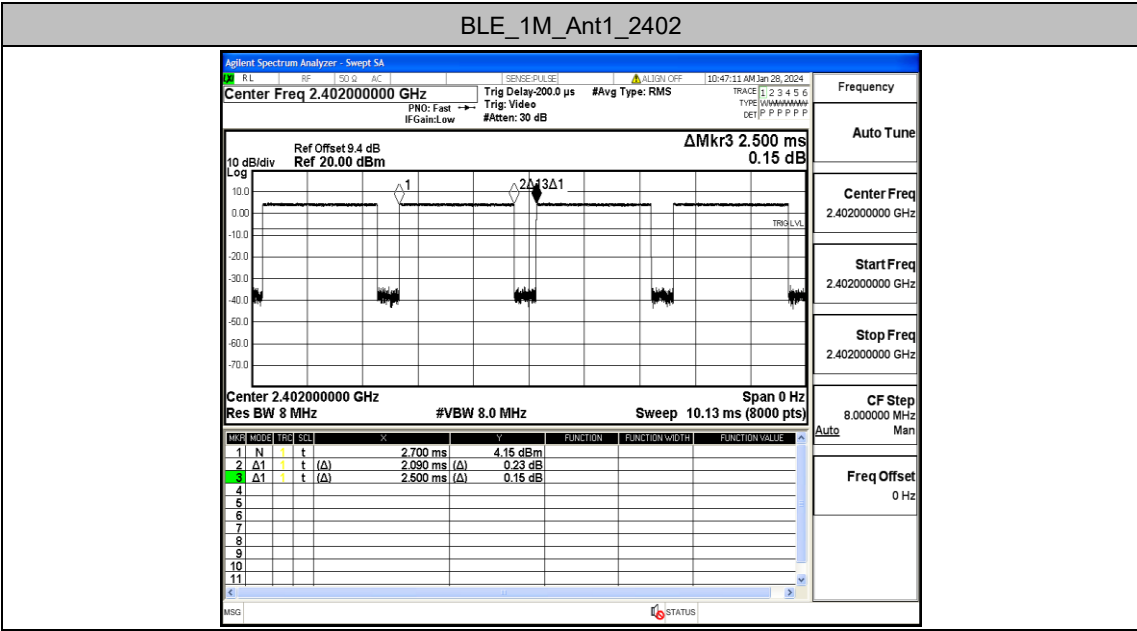 BLE_1M_Ant1_2402
Agilent Spectrum Analyzer - Swept SA
RL RF 50 Ω AC SENSE:PULSE ALIGN OFF 10:47:11 AM Jan 28, 2024
Center Freq 2.402000000 GHz
PNO: Fast
IFGain:Low
Trig Delay-200.0 µs
Trig: Video
#Atten: 30 dB
#Avg Type: RMS
TRACE 1 2 3 4 5 6
TYPE
DET P P P P P P
ΔMkr3 2.500 ms
0.15 dB
Ref Offset 9.4 dB
10 dB/div Ref 20.00 dBm
Log
10.0
0.00
-10.0
-20.0
-30.0
-40.0
-50.0
-60.0
-70.0
1
2Δ1 3Δ1
TRIG LVL
Center 2.402000000 GHz Span 0 Hz
Res BW 8 MHz #VBW 8.0 MHz Sweep 10.13 ms (8000 pts)
MKR MODE TRC SCL X Y FUNCTION FUNCTION WIDTH FUNCTION VALUE
1 N 1 t 2.700 ms 4.15 dBm
2 Δ1 1 t (Δ) 2.090 ms (Δ) 0.23 dB
3 Δ1 1 t (Δ) 2.500 ms (Δ) 0.15 dB
4
5
6
7
8
9
10
11
MSG STATUS
Frequency
Auto Tune
Center Freq
2.402000000 GHz
Start Freq
2.402000000 GHz
Stop Freq
2.402000000 GHz
CF Step
8.000000 MHz
Auto Man
Freq Offset
0 Hz